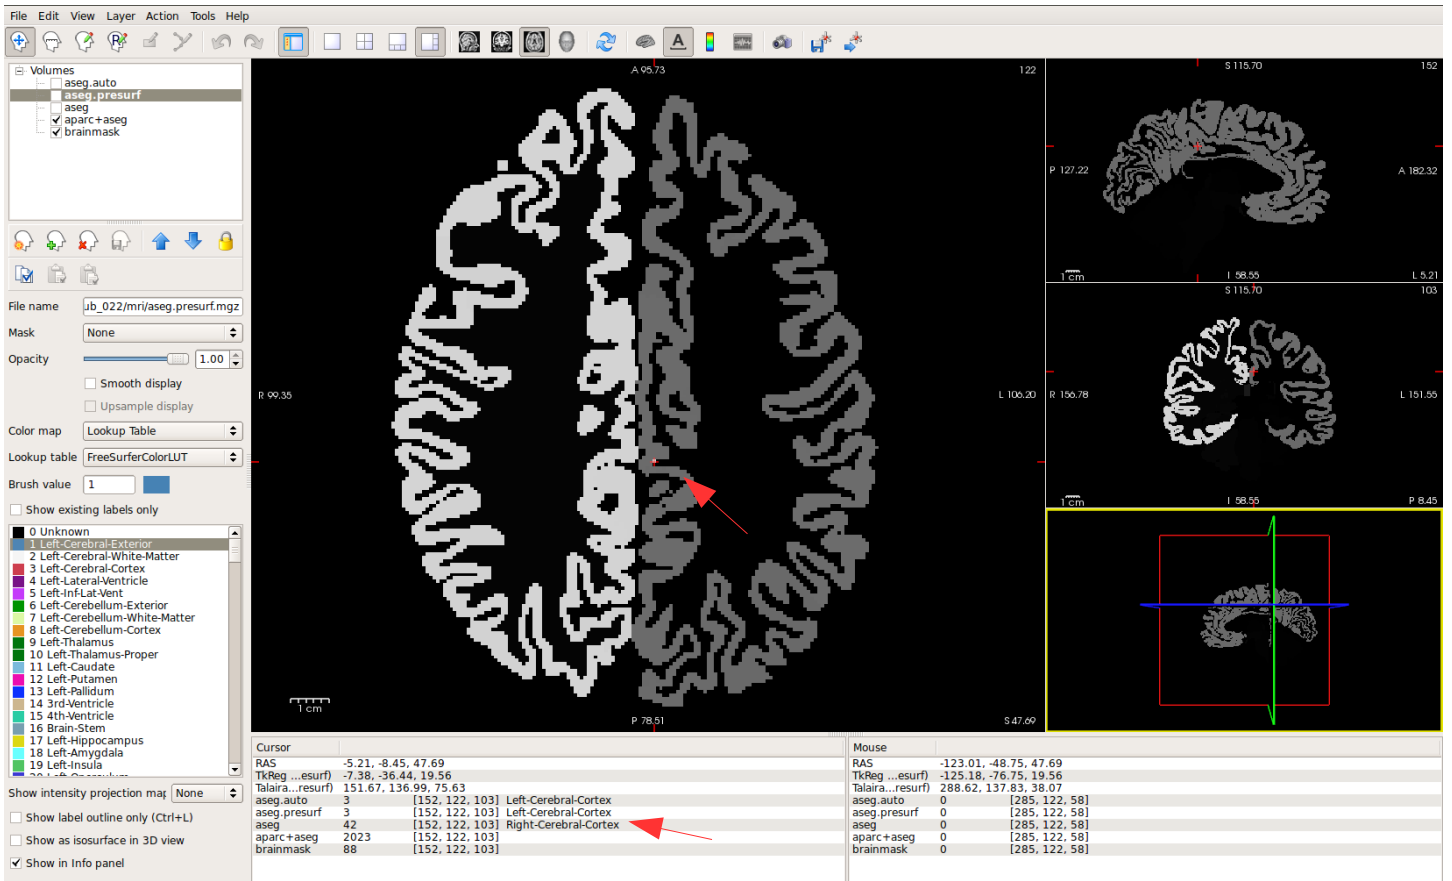 File Edit View Layer Action Tools Help
Volumes
aseg.auto
aseg.presurf
aseg
aparc+aseg
brainmask
File name ub_022/mri/aseg.presurf.mgz
Mask None
Opacity 1.00
Smooth display
Upsample display
Color map Lookup Table
Lookup table FreeSurferColorLUT
Brush value 1
Show existing labels only
0 Unknown
1 Left-Cerebral-Exterior
2 Left-Cerebral-White-Matter
3 Left-Cerebral-Cortex
4 Left-Lateral-Ventricle
5 Left-Inf-Lat-Vent
6 Left-Cerebellum-Exterior
7 Left-Cerebellum-White-Matter
8 Left-Cerebellum-Cortex
9 Left-Thalamus
10 Left-Thalamus-Proper
11 Left-Caudate
12 Left-Putamen
13 Left-Pallidum
14 3rd-Ventricle
15 4th-Ventricle
16 Brain-Stem
17 Left-Hippocampus
18 Left-Amygdala
19 Left-Insula
20 Left-Operculum
Show intensity projection map None
Show label outline only (Ctrl+L)
Show as isosurface in 3D view
Show in Info panel
A 95.73
122
R 99.35
L 106.20
1 cm
P 78.51
S 47.69
S 115.70
152
P 127.22
A 182.32
1 cm
I 58.55
L 5.21
S 115.70
103
R 156.78
L 151.55
1 cm
I 58.55
P 8.45
Cursor
RAS -5.21, -8.45, 47.69
TkReg ...esurf) -7.38, -36.44, 19.56
Talaira...resurf) 151.67, 136.99, 75.63
aseg.auto 3 [152, 122, 103] Left-Cerebral-Cortex
aseg.presurf 3 [152, 122, 103] Left-Cerebral-Cortex
aseg 42 [152, 122, 103] Right-Cerebral-Cortex
aparc+aseg 2023 [152, 122, 103]
brainmask 88 [152, 122, 103]
Mouse
RAS -123.01, -48.75, 47.69
TkReg ...esurf) -125.18, -76.75, 19.56
Talaira...resurf) 288.62, 137.83, 38.07
aseg.auto 0 [285, 122, 58]
aseg.presurf 0 [285, 122, 58]
aseg 0 [285, 122, 58]
aparc+aseg 0 [285, 122, 58]
brainmask 0 [285, 122, 58]